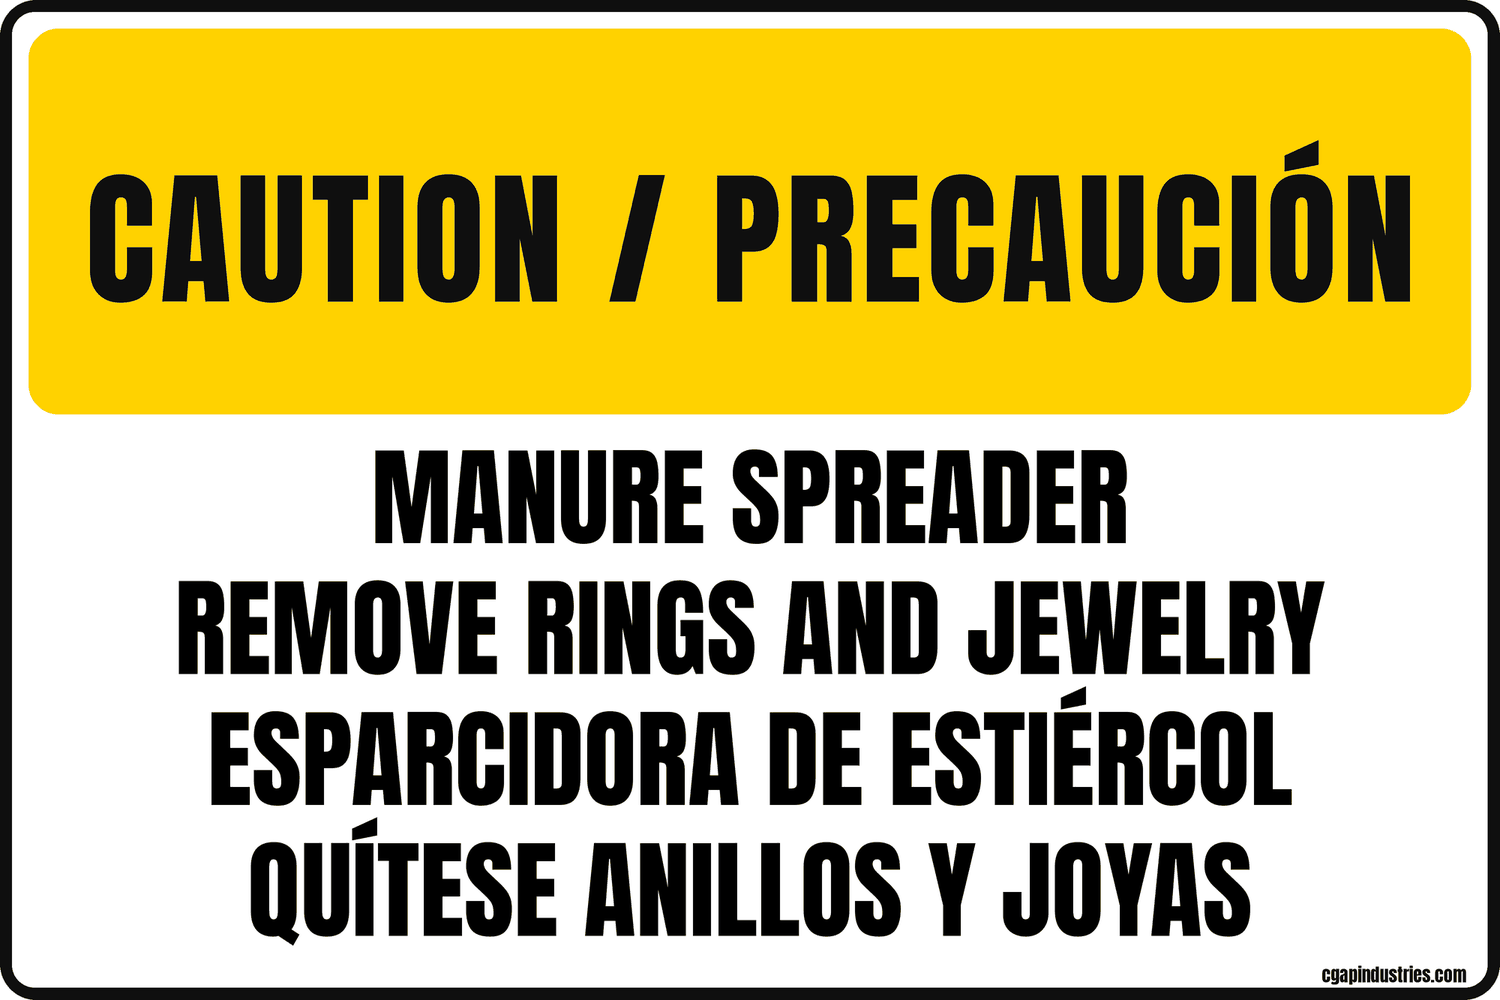 CAUTION / PRECAUCIÓN
MANURE SPREADER
REMOVE RINGS AND JEWELRY
ESPARCIDORA DE ESTIÉRCOL
QUÍTESE ANILLOS Y JOYAS
cgapindustries.com